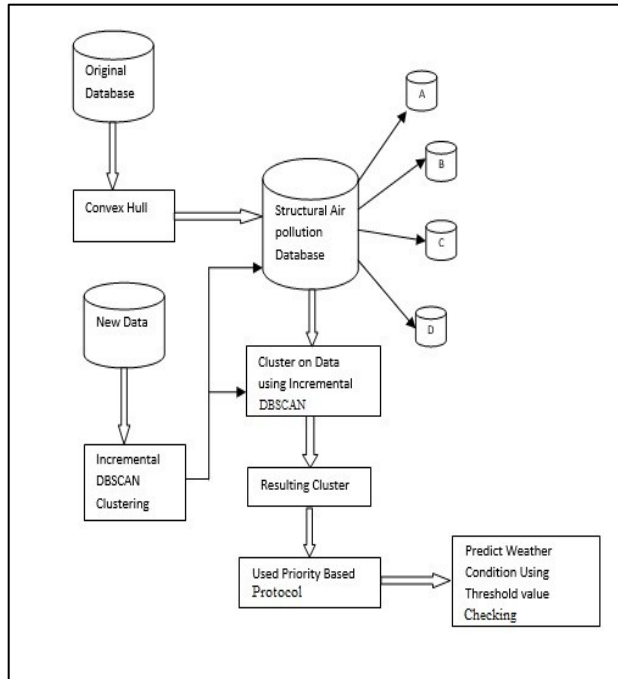 Original
Database
A
B
Convex Hull
Structural Air
pollution
Database
C
New Data
D
Cluster on Data
using Incremental
DBSCAN
Incremental
DBSCAN
Clustering
Resulting Cluster
Used Priority Based
Protocol
Predict Weather
Condition Using
Threshold value
Checking